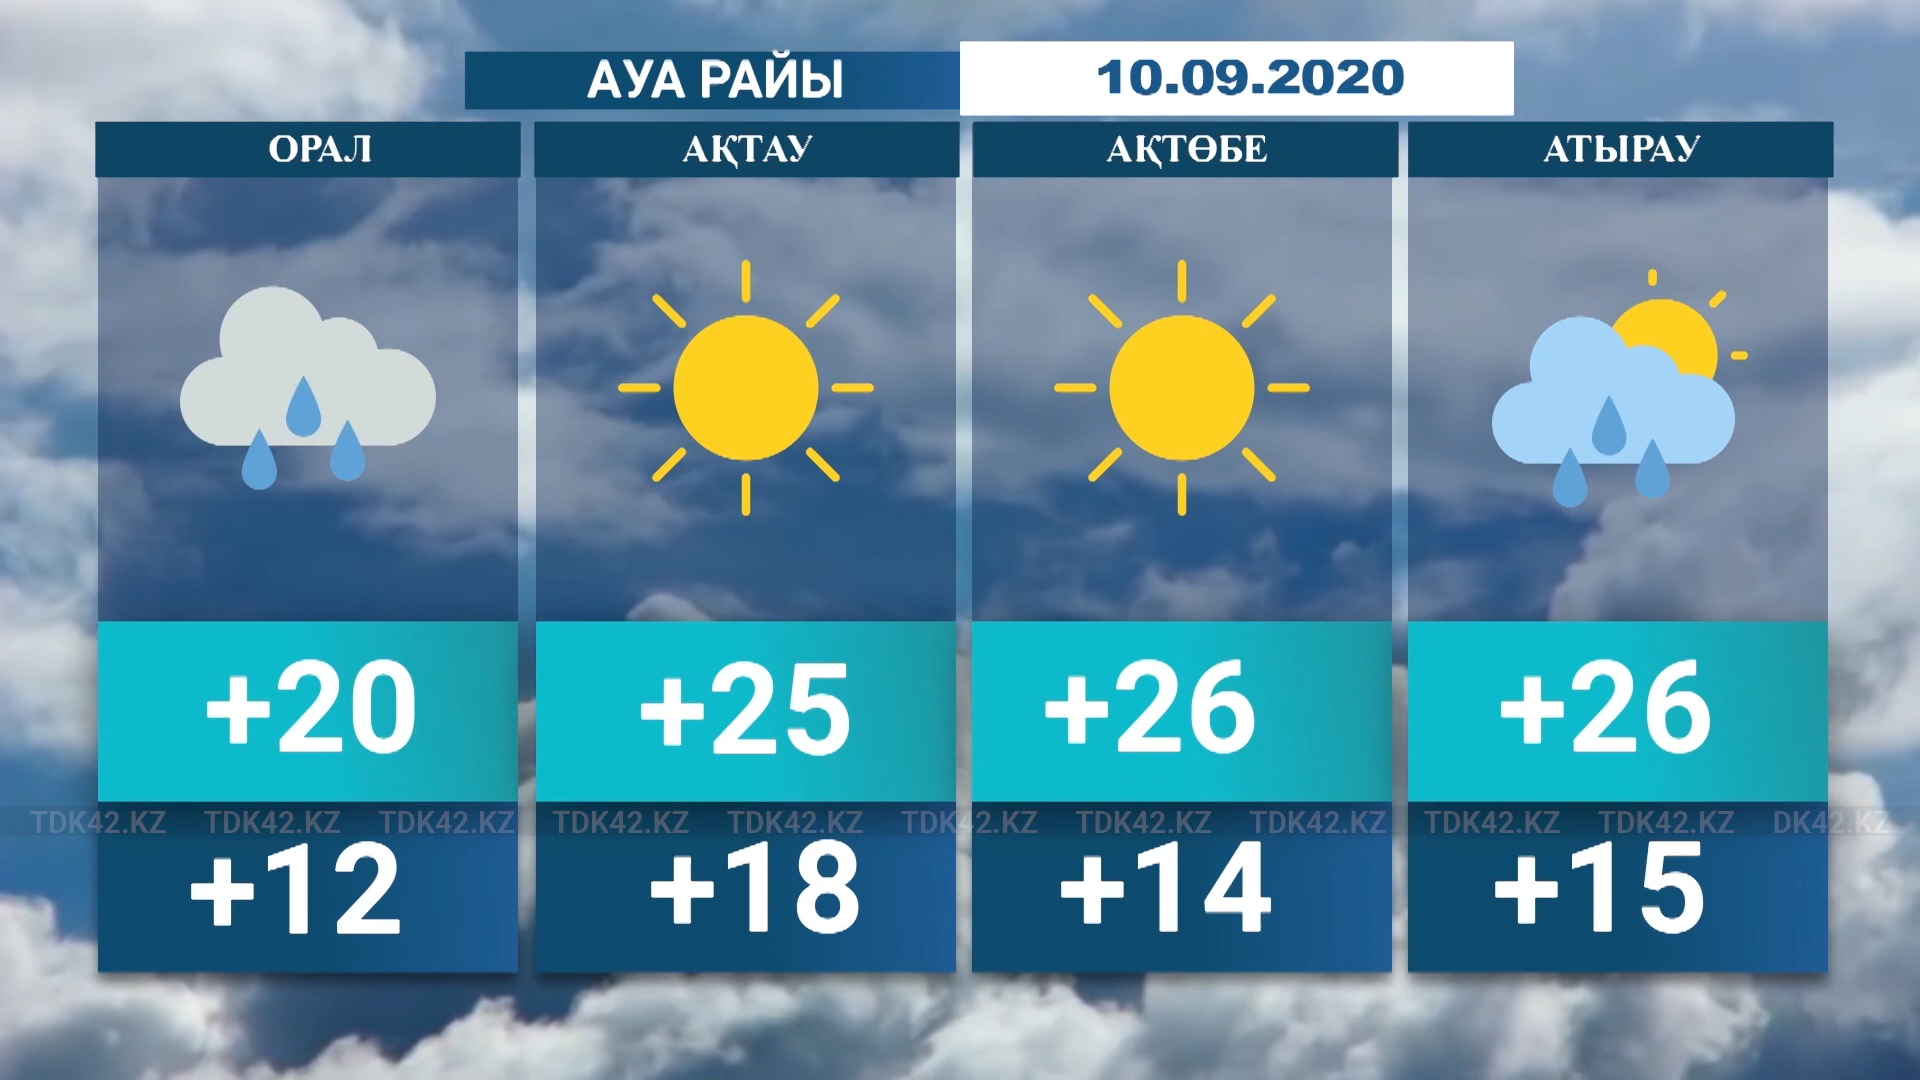 АУА РАЙЫ 10.09.2020
ОРАЛ АҚТАУ АҚТӨБЕ АТЫРАУ
+20 +25 +26 +26
TDK42.KZ TDK42.KZ TDK42.KZ TDK42.KZ TDK42.KZ TDK42.KZ TDK42.KZ TDK42.KZ TDK42.KZ TDK42.KZ DK42.KZ
+12 +18 +14 +15